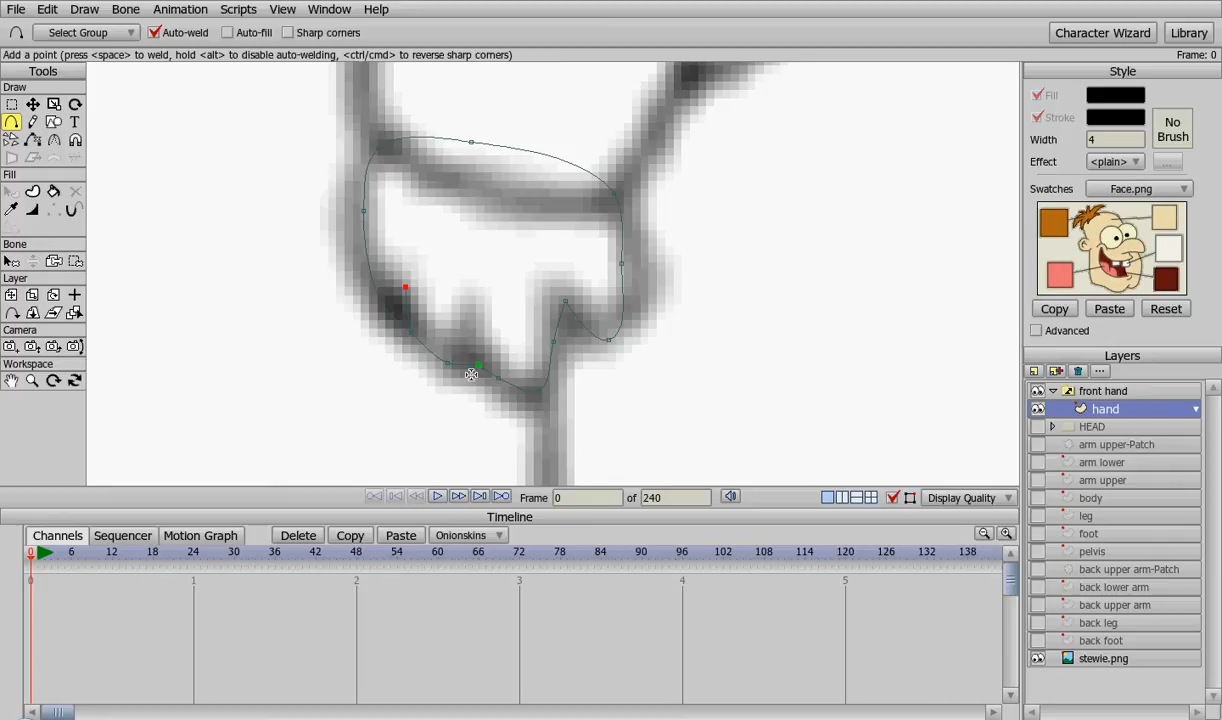 File Edit Draw Bone Animation Scripts View Window Help
Select Group Auto-weld Auto-fill Sharp corners Character Wizard Library
Add a point (press <space> to weld, hold <alt> to disable auto-welding, <ctrl/cmd> to reverse sharp corners) Frame: 0
Tools
Draw
T
Fill
Bone
Layer
Camera
Workspace
Style
Fill
Stroke
No Brush
Width 4
Effect <plain> ...
Swatches Face.png
Copy Paste Reset
Advanced
Layers
...
front hand
hand
HEAD
arm upper-Patch
arm lower
arm upper
body
leg
foot
pelvis
back upper arm-Patch
back lower arm
back upper arm
back leg
back foot
stewie.png
Frame 0 of 240 Display Quality
Timeline
Channels Sequencer Motion Graph Delete Copy Paste Onionskins
0 6 12 18 24 30 36 42 48 54 60 66 72 78 84 90 96 102 108 114 120 126 132 138
0 1 2 3 4 5